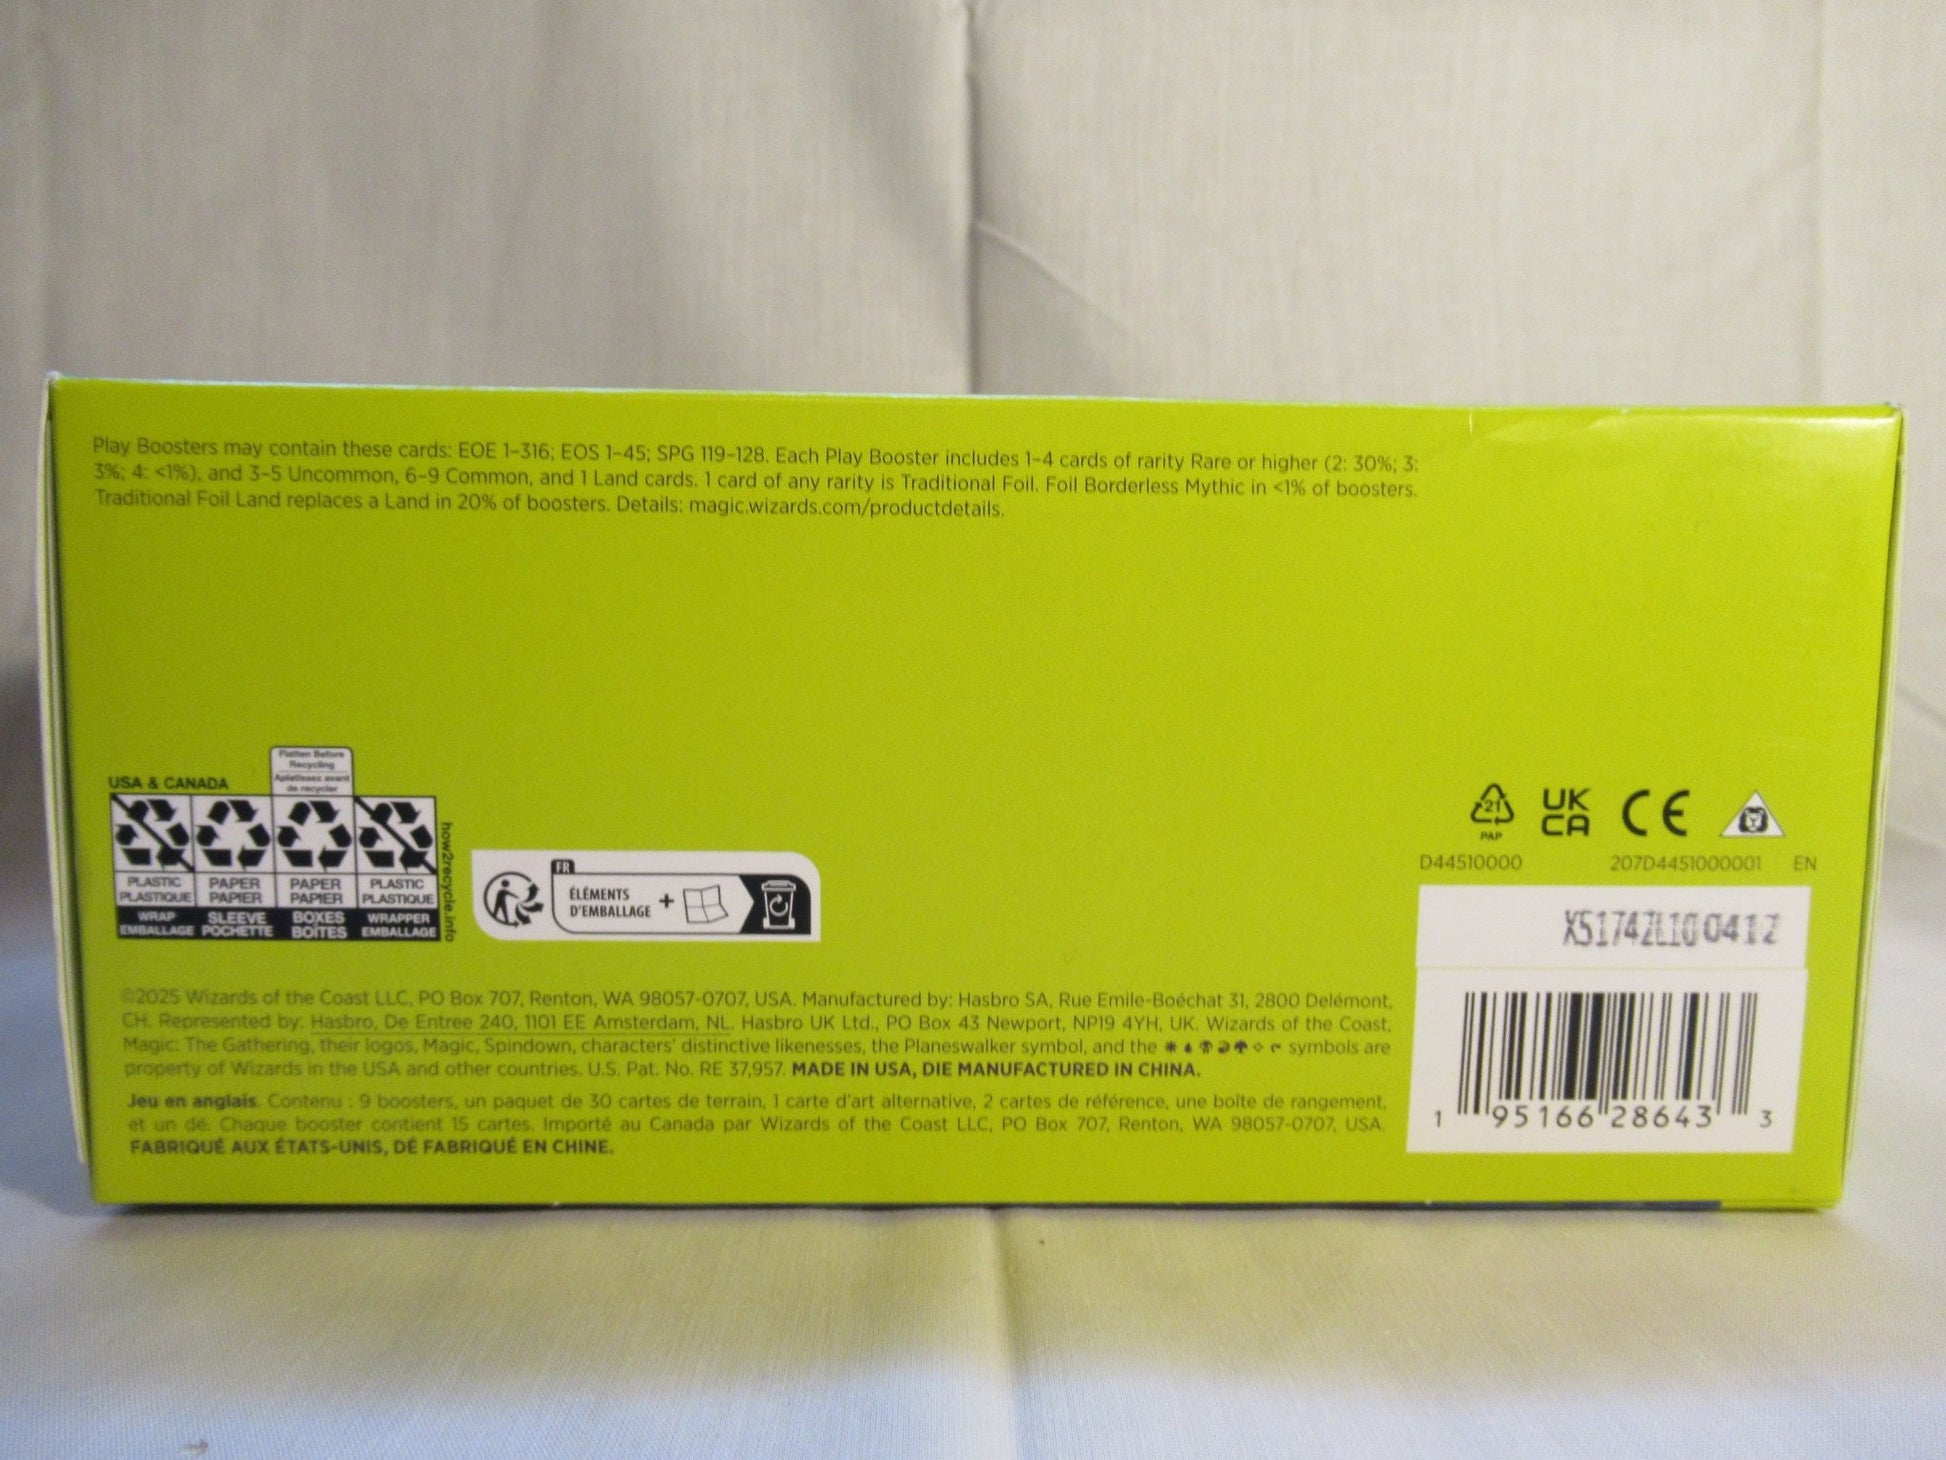 Play Boosters may contain these cards: EOE 1–316; EOS 1–45; SPG 119–128. Each Play Booster includes 1–4 cards of rarity Rare or higher (2: 30%; 3:
3%; 4: <1%), and 3–5 Uncommon, 6–9 Common, and 1 Land cards. 1 card of any rarity is Traditional Foil. Foil Borderless Mythic in <1% of boosters.
Traditional Foil Land replaces a Land in 20% of boosters. Details: magic.wizards.com/productdetails.
Flatten Before
Recycling
Aplatissez avant
de recycler
USA & CANADA
PLASTIC
PLASTIQUE
WRAP
EMBALLAGE
PAPER
PAPIER
SLEEVE
POCHETTE
PAPER
PAPIER
BOXES
BOÎTES
PLASTIC
PLASTIQUE
WRAPPER
EMBALLAGE
how2recycle.info
FR
ÉLÉMENTS
D'EMBALLAGE +
21
PAP
UK
CA
CE
D44510000 207D4451000001 EN
X51742L10 0412
1 95166 28643 3
©2025 Wizards of the Coast LLC, PO Box 707, Renton, WA 98057-0707, USA. Manufactured by: Hasbro SA, Rue Emile-Boéchat 31, 2800 Delémont,
CH. Represented by: Hasbro, De Entree 240, 1101 EE Amsterdam, NL. Hasbro UK Ltd., PO Box 43 Newport, NP19 4YH, UK. Wizards of the Coast,
Magic: The Gathering, their logos, Magic, Spindown, characters' distinctive likenesses, the Planeswalker symbol, and the symbols are
property of Wizards in the USA and other countries. U.S. Pat. No. RE 37,957. MADE IN USA, DIE MANUFACTURED IN CHINA.
Jeu en anglais. Contenu : 9 boosters, un paquet de 30 cartes de terrain, 1 carte d'art alternative, 2 cartes de référence, une boîte de rangement,
et un dé. Chaque booster contient 15 cartes. Importé au Canada par Wizards of the Coast LLC, PO Box 707, Renton, WA 98057-0707, USA.
FABRIQUÉ AUX ÉTATS-UNIS, DÉ FABRIQUÉ EN CHINE.